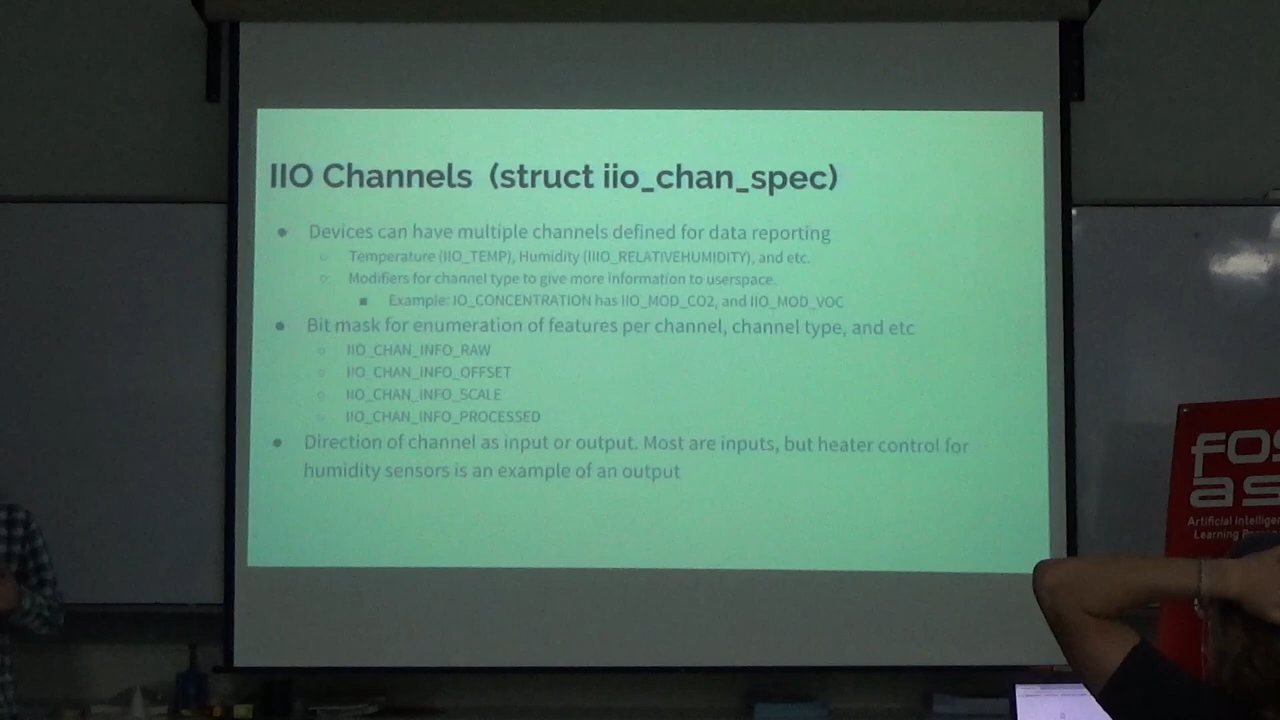 IIO Channels (struct iio_chan_spec)
● Devices can have multiple channels defined for data reporting
○ Temperature (IIO_TEMP), Humidity (IIIO_RELATIVEHUMIDITY), and etc.
○ Modifiers for channel type to give more information to userspace.
■ Example: IO_CONCENTRATION has IIO_MOD_CO2, and IIO_MOD_VOC
● Bit mask for enumeration of features per channel, channel type, and etc
○ IIO_CHAN_INFO_RAW
○ IIO_CHAN_INFO_OFFSET
○ IIO_CHAN_INFO_SCALE
○ IIO_CHAN_INFO_PROCESSED
● Direction of channel as input or output. Most are inputs, but heater control for
humidity sensors is an example of an output
fos
as
Artificial Intellige
Learning